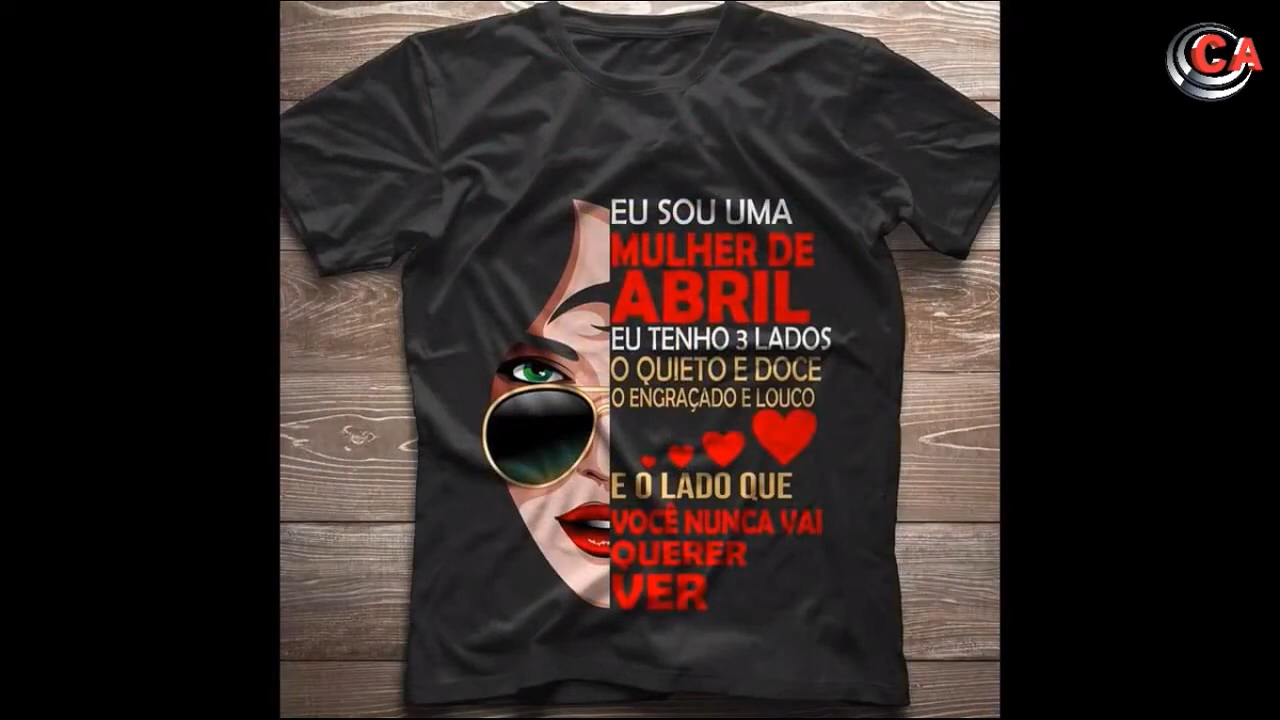 CA
EU SOU UMA
MULHER DE
ABRIL
EU TENHO 3 LADOS
O QUIETO E DOCE
O ENGRAÇADO E LOUCO
E O LADO QUE
VOCÊ NUNCA VAI
QUERER
VER